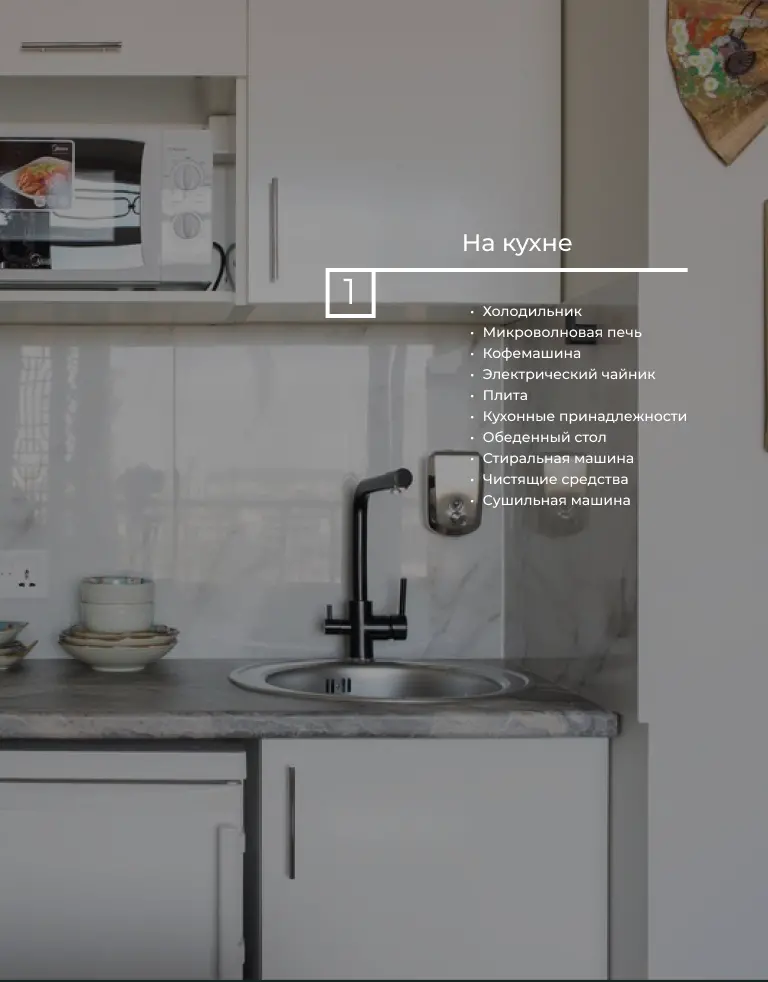 На кухне
1
• Холодильник
• Микроволновая печь
• Кофемашина
• Электрический чайник
• Плита
• Кухонные принадлежности
• Обеденный стол
• Стиральная машина
• Чистящие средства
• Сушильная машина